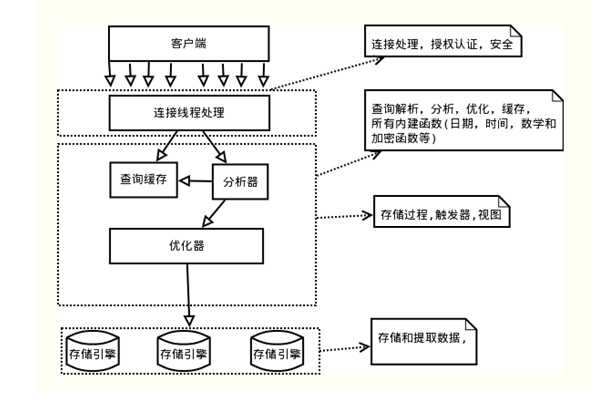 客户端
连接处理，授权认证，安全
连接线程处理
查询解析，分析，优化，缓存，
所有内建函数(日期，时间，数学和
加密函数等)
查询缓存
分析器
存储过程,触发器,视图
优化器
存储和提取数据，
存储引擎
存储引擎
存储引擎